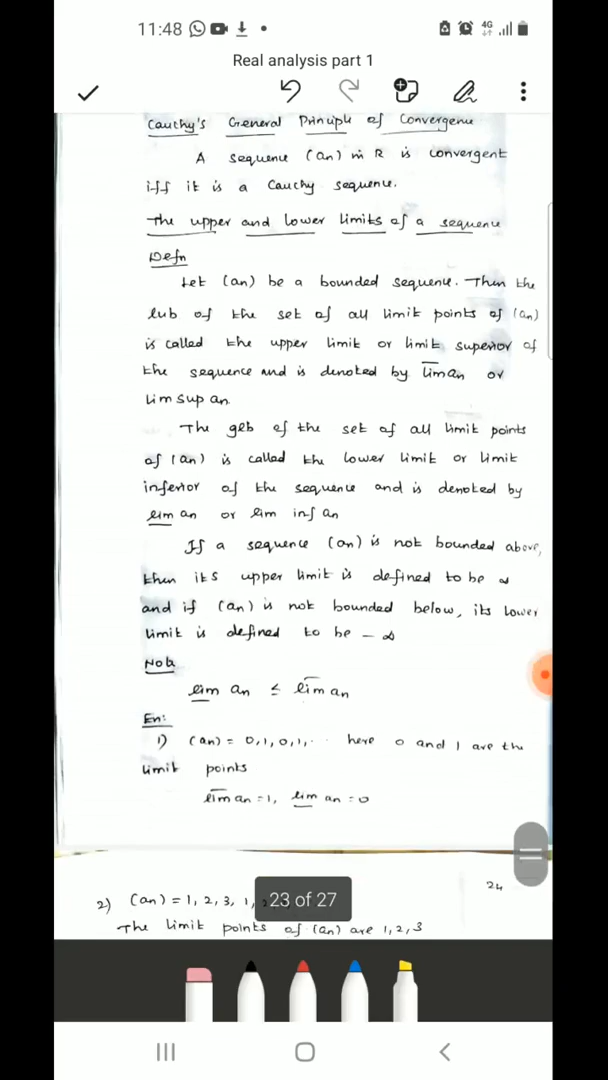 11:48
4G
Real analysis part 1
Cauchy's General Principle of Convergence
A sequence (an) in R is convergent
iff it is a Cauchy sequence.
The upper and lower limits of a sequence
Defn
Let (an) be a bounded sequence. Then the
lub of the set of all limit points of (an)
is called the upper limit or limit superior of
the sequence and is denoted by l̅i̅m̅ an or
lim sup an
The glb of the set of all limit points
of (an) is called the lower limit or limit
inferior of the sequence and is denoted by
l̲i̲m̲ an or lim inf an
If a sequence (an) is not bounded above,
then its upper limit is defined to be ∞
and if (an) is not bounded below, its lower
limit is defined to be - ∞
Note
l̲i̲m̲ an ≤ l̅i̅m̅ an
En:
1) (an) = 0,1,0,1,... here 0 and 1 are the
limit points
l̅i̅m̅ an = 1, l̲i̲m̲ an = 0
24
2) (an) = 1, 2, 3, 1,
23 of 27
The limit points of (an) are 1,2,3